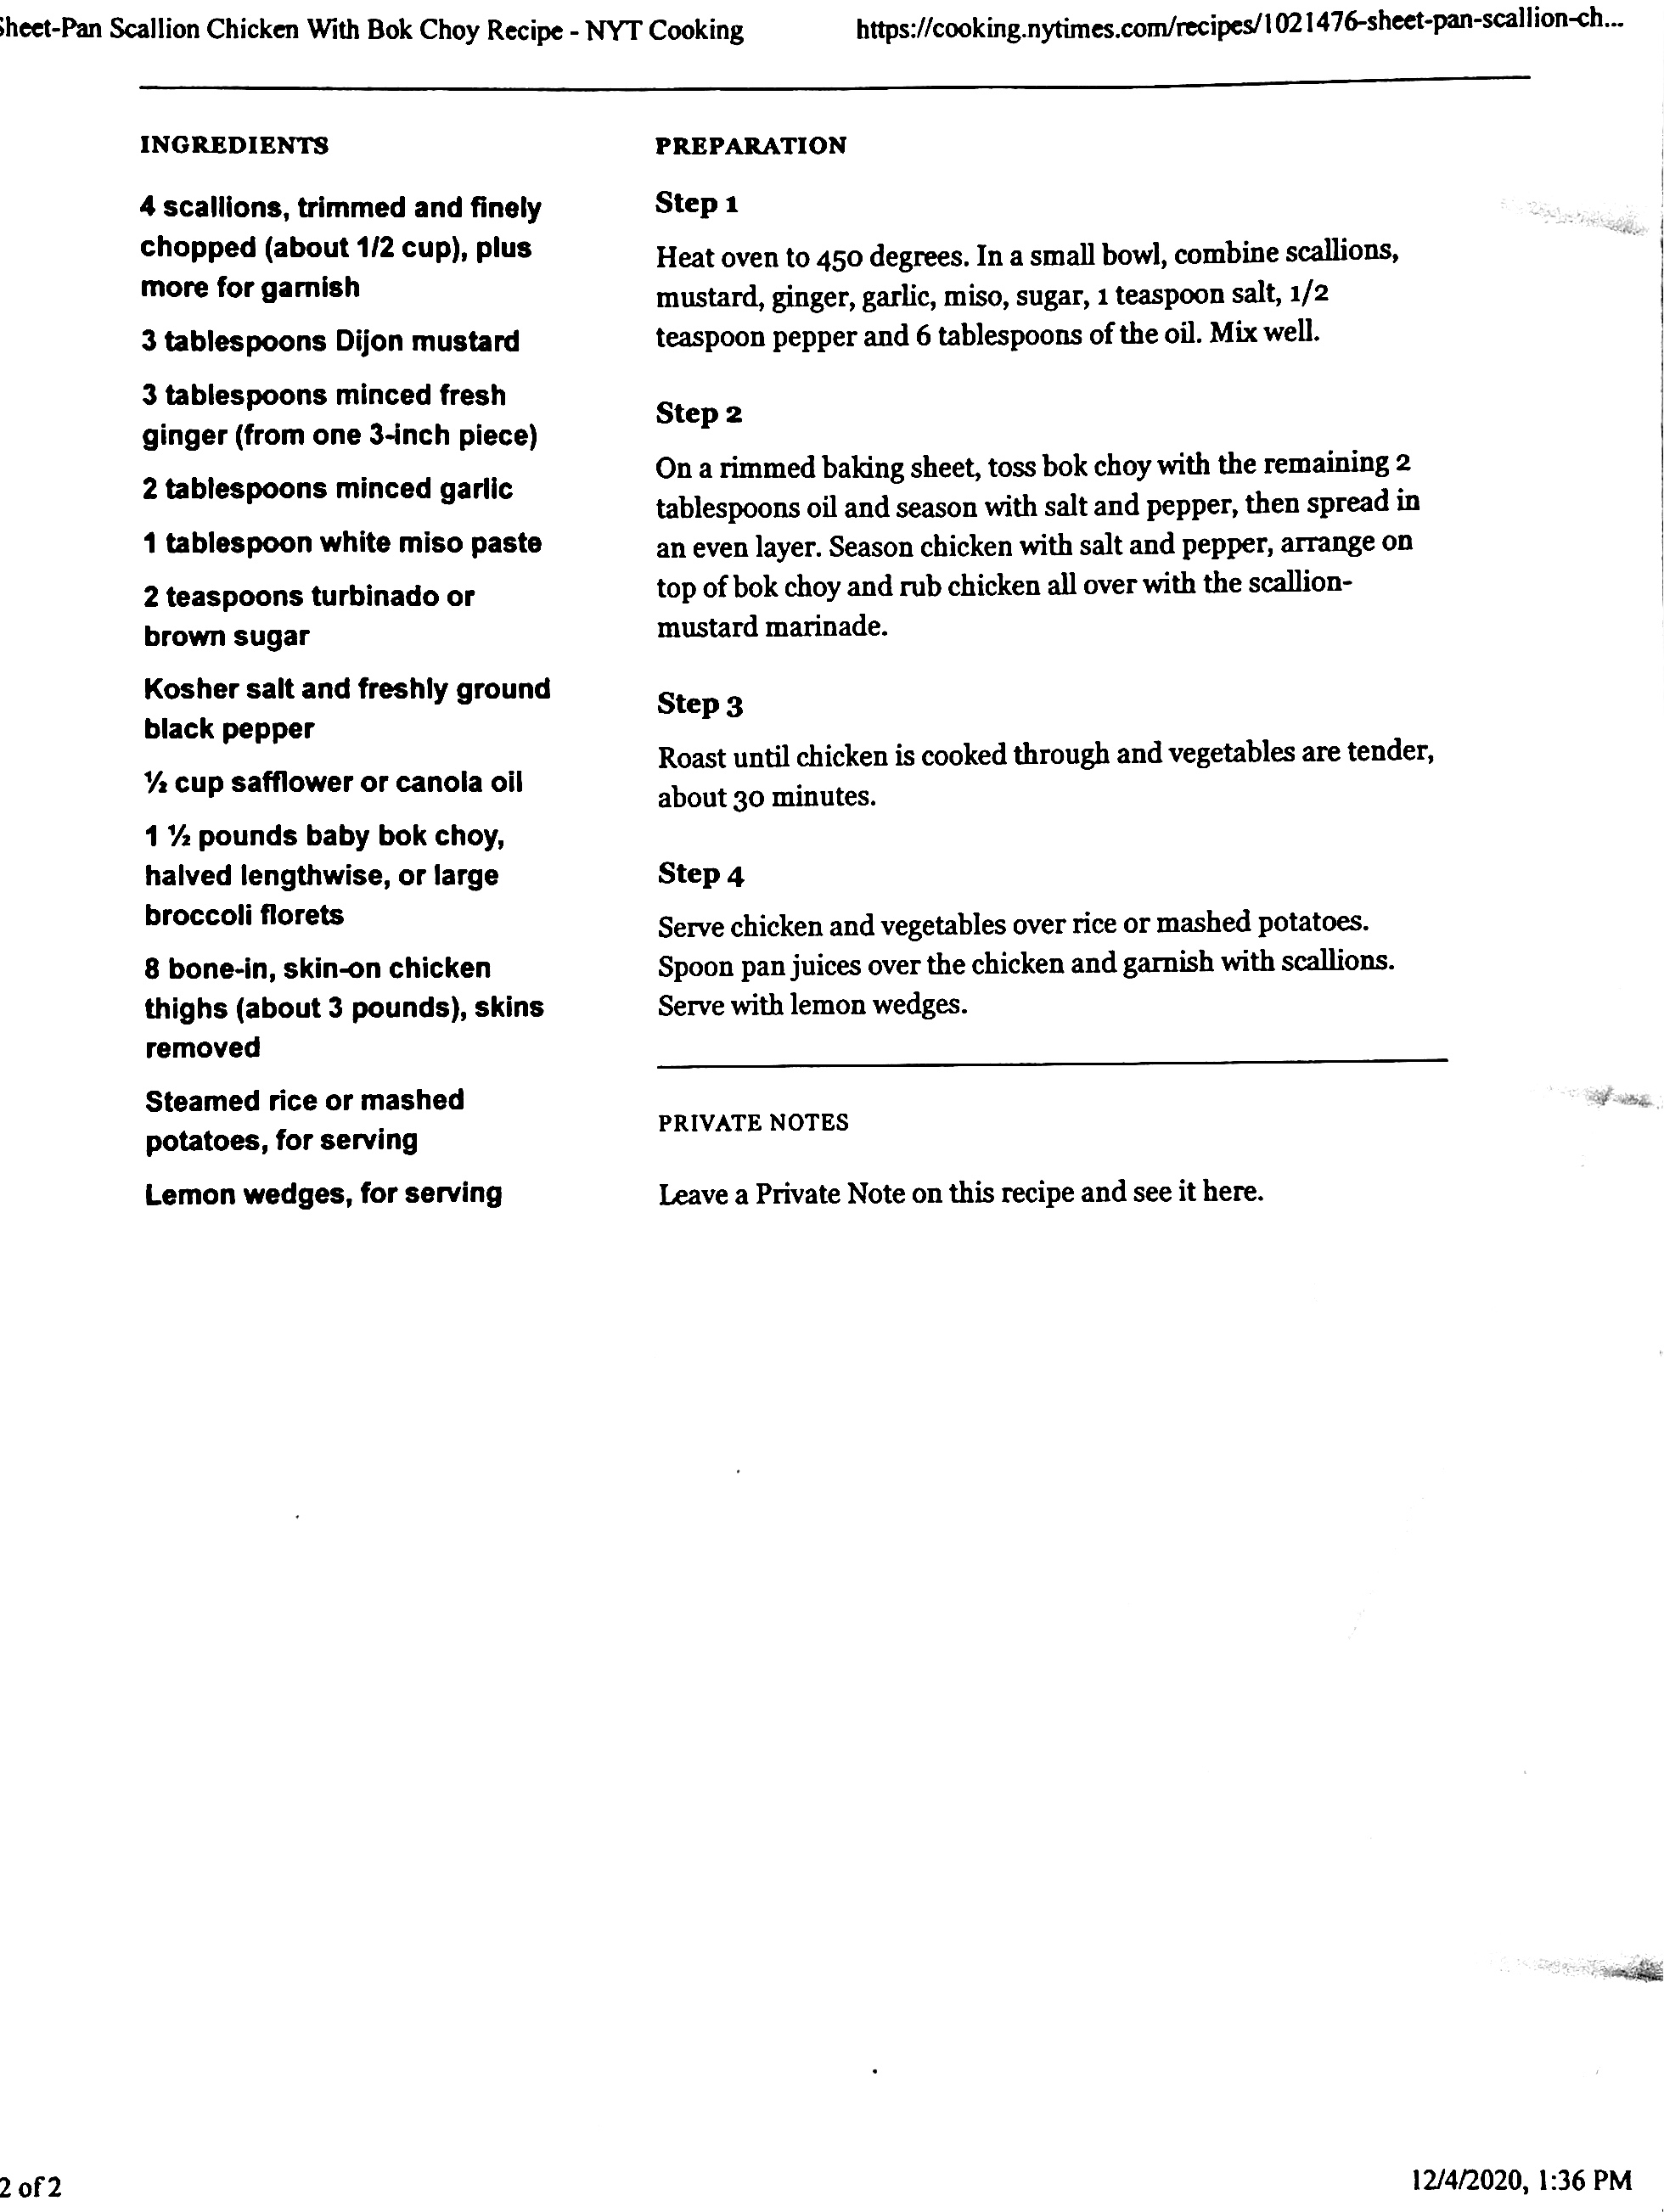 Sheet-Pan Scallion Chicken With Bok Choy Recipe - NYT Cooking
https://cooking.nytimes.com/recipes/1021476-sheet-pan-scallion-ch...
INGREDIENTS
4 scallions, trimmed and finely
chopped (about 1/2 cup), plus
more for garnish
3 tablespoons Dijon mustard
3 tablespoons minced fresh
ginger (from one 3-inch piece)
2 tablespoons minced garlic
1 tablespoon white miso paste
2 teaspoons turbinado or
brown sugar
Kosher salt and freshly ground
black pepper
½ cup safflower or canola oil
1 ½ pounds baby bok choy,
halved lengthwise, or large
broccoli florets
8 bone-in, skin-on chicken
thighs (about 3 pounds), skins
removed
Steamed rice or mashed
potatoes, for serving
Lemon wedges, for serving
PREPARATION
Step 1
Heat oven to 450 degrees. In a small bowl, combine scallions,
mustard, ginger, garlic, miso, sugar, 1 teaspoon salt, 1/2
teaspoon pepper and 6 tablespoons of the oil. Mix well.
Step 2
On a rimmed baking sheet, toss bok choy with the remaining 2
tablespoons oil and season with salt and pepper, then spread in
an even layer. Season chicken with salt and pepper, arrange on
top of bok choy and rub chicken all over with the scallion-
mustard marinade.
Step 3
Roast until chicken is cooked through and vegetables are tender,
about 30 minutes.
Step 4
Serve chicken and vegetables over rice or mashed potatoes.
Spoon pan juices over the chicken and garnish with scallions.
Serve with lemon wedges.
PRIVATE NOTES
Leave a Private Note on this recipe and see it here.
2 of 2
12/4/2020, 1:36 PM